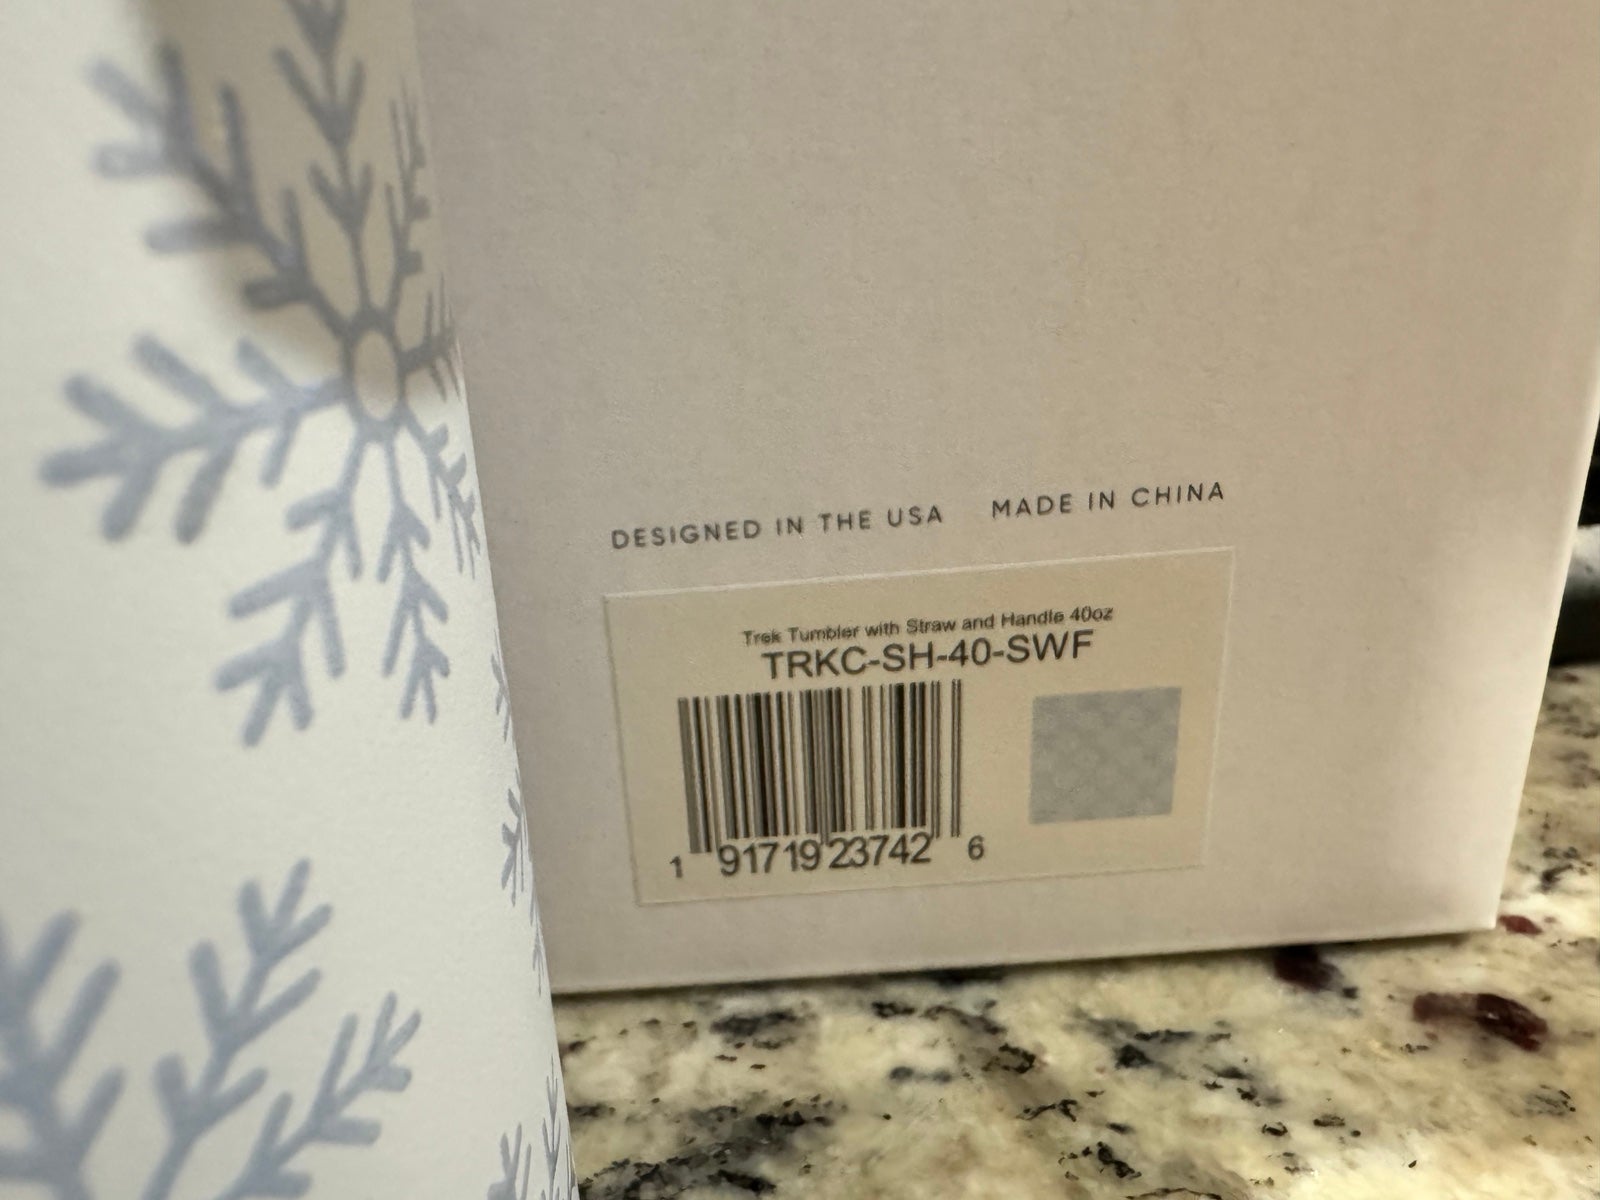 DESIGNED IN THE USA MADE IN CHINA
Trek Tumbler with Straw and Handle 40oz
TRKC-SH-40-SWF
1 91719 23742 6